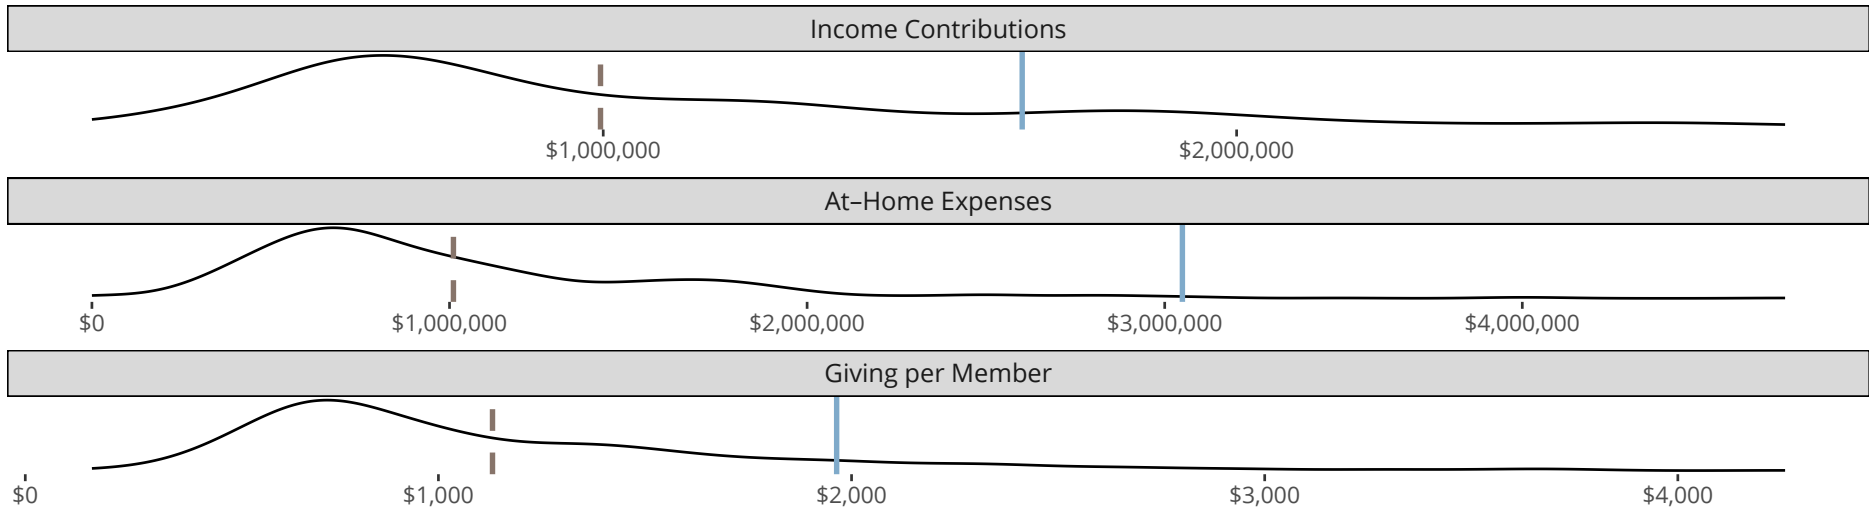 Income Contributions
$1,000,000 $2,000,000
At–Home Expenses
$0 $1,000,000 $2,000,000 $3,000,000 $4,000,000
Giving per Member
$0 $1,000 $2,000 $3,000 $4,000